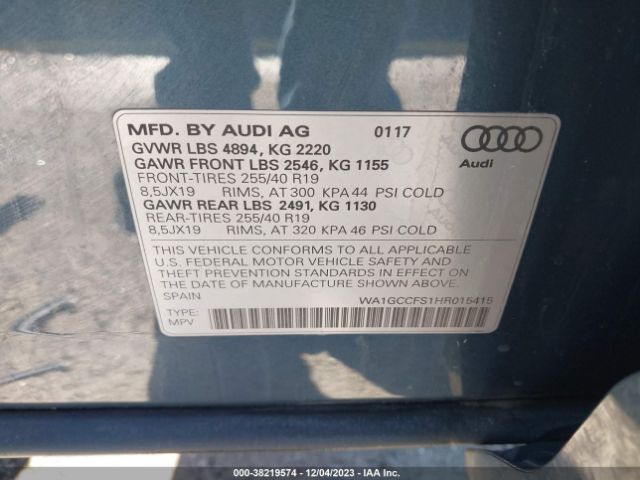 MFD. BY AUDI AG 0117
GVWR LBS 4894, KG 2220
GAWR FRONT LBS 2546, KG 1155
FRONT-TIRES 255/40 R19
8,5JX19 RIMS, AT 300 KPA 44 PSI COLD
GAWR REAR LBS 2491, KG 1130
REAR-TIRES 255/40 R19
8,5JX19 RIMS, AT 320 KPA 46 PSI COLD
Audi
THIS VEHICLE CONFORMS TO ALL APPLICABLE
U.S. FEDERAL MOTOR VEHICLE SAFETY AND
THEFT PREVENTION STANDARDS IN EFFECT ON
THE DATE OF MANUFACTURE SHOWN ABOVE.
SPAIN WA1GCCFS1HR015415
TYPE:
MPV
000-38219574 - 12/04/2023 - IAA Inc. (c) Copyright